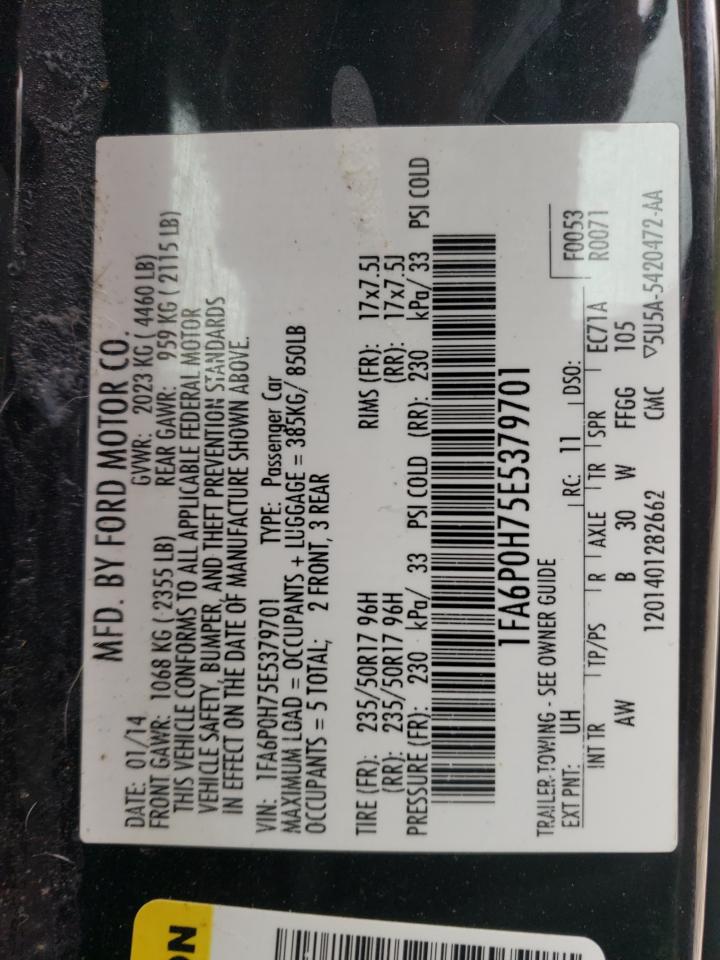 MFD. BY FORD MOTOR CO.
DATE: 01/14 GVWR: 2023 KG ( 4460 LB)
FRONT GAWR: 1068 KG ( 2355 LB) REAR GAWR: 959 KG ( 2115 LB)
THIS VEHICLE CONFORMS TO ALL APPLICABLE FEDERAL MOTOR
VEHICLE SAFETY, BUMPER, AND THEFT PREVENTION STANDARDS
IN EFFECT ON THE DATE OF MANUFACTURE SHOWN ABOVE.
VIN: 1FA6P0H75E5379701 TYPE: Passenger Car
MAXIMUM LOAD = OCCUPANTS + LUGGAGE = 385KG/ 850LB
OCCUPANTS = 5 TOTAL; 2 FRONT, 3 REAR
TIRE (FR): 235/50R17 96H RIMS (FR): 17x7.5J
(RR): 235/50R17 96H (RR): 17x7.5J
PRESSURE (FR): 230 kPa/ 33 PSI COLD (RR): 230 kPa/ 33 PSI COLD
1FA6P0H75E5379701
TRAILER TOWING - SEE OWNER GUIDE
EXT PNT: UH RC: 11 DSO: F0053
R0071
INT TR TP/PS R AXLE TR SPR EC71A
AW B 30 W FFGG 105
1201401282662 CMC ▽5U5A-5420472-AA
ON